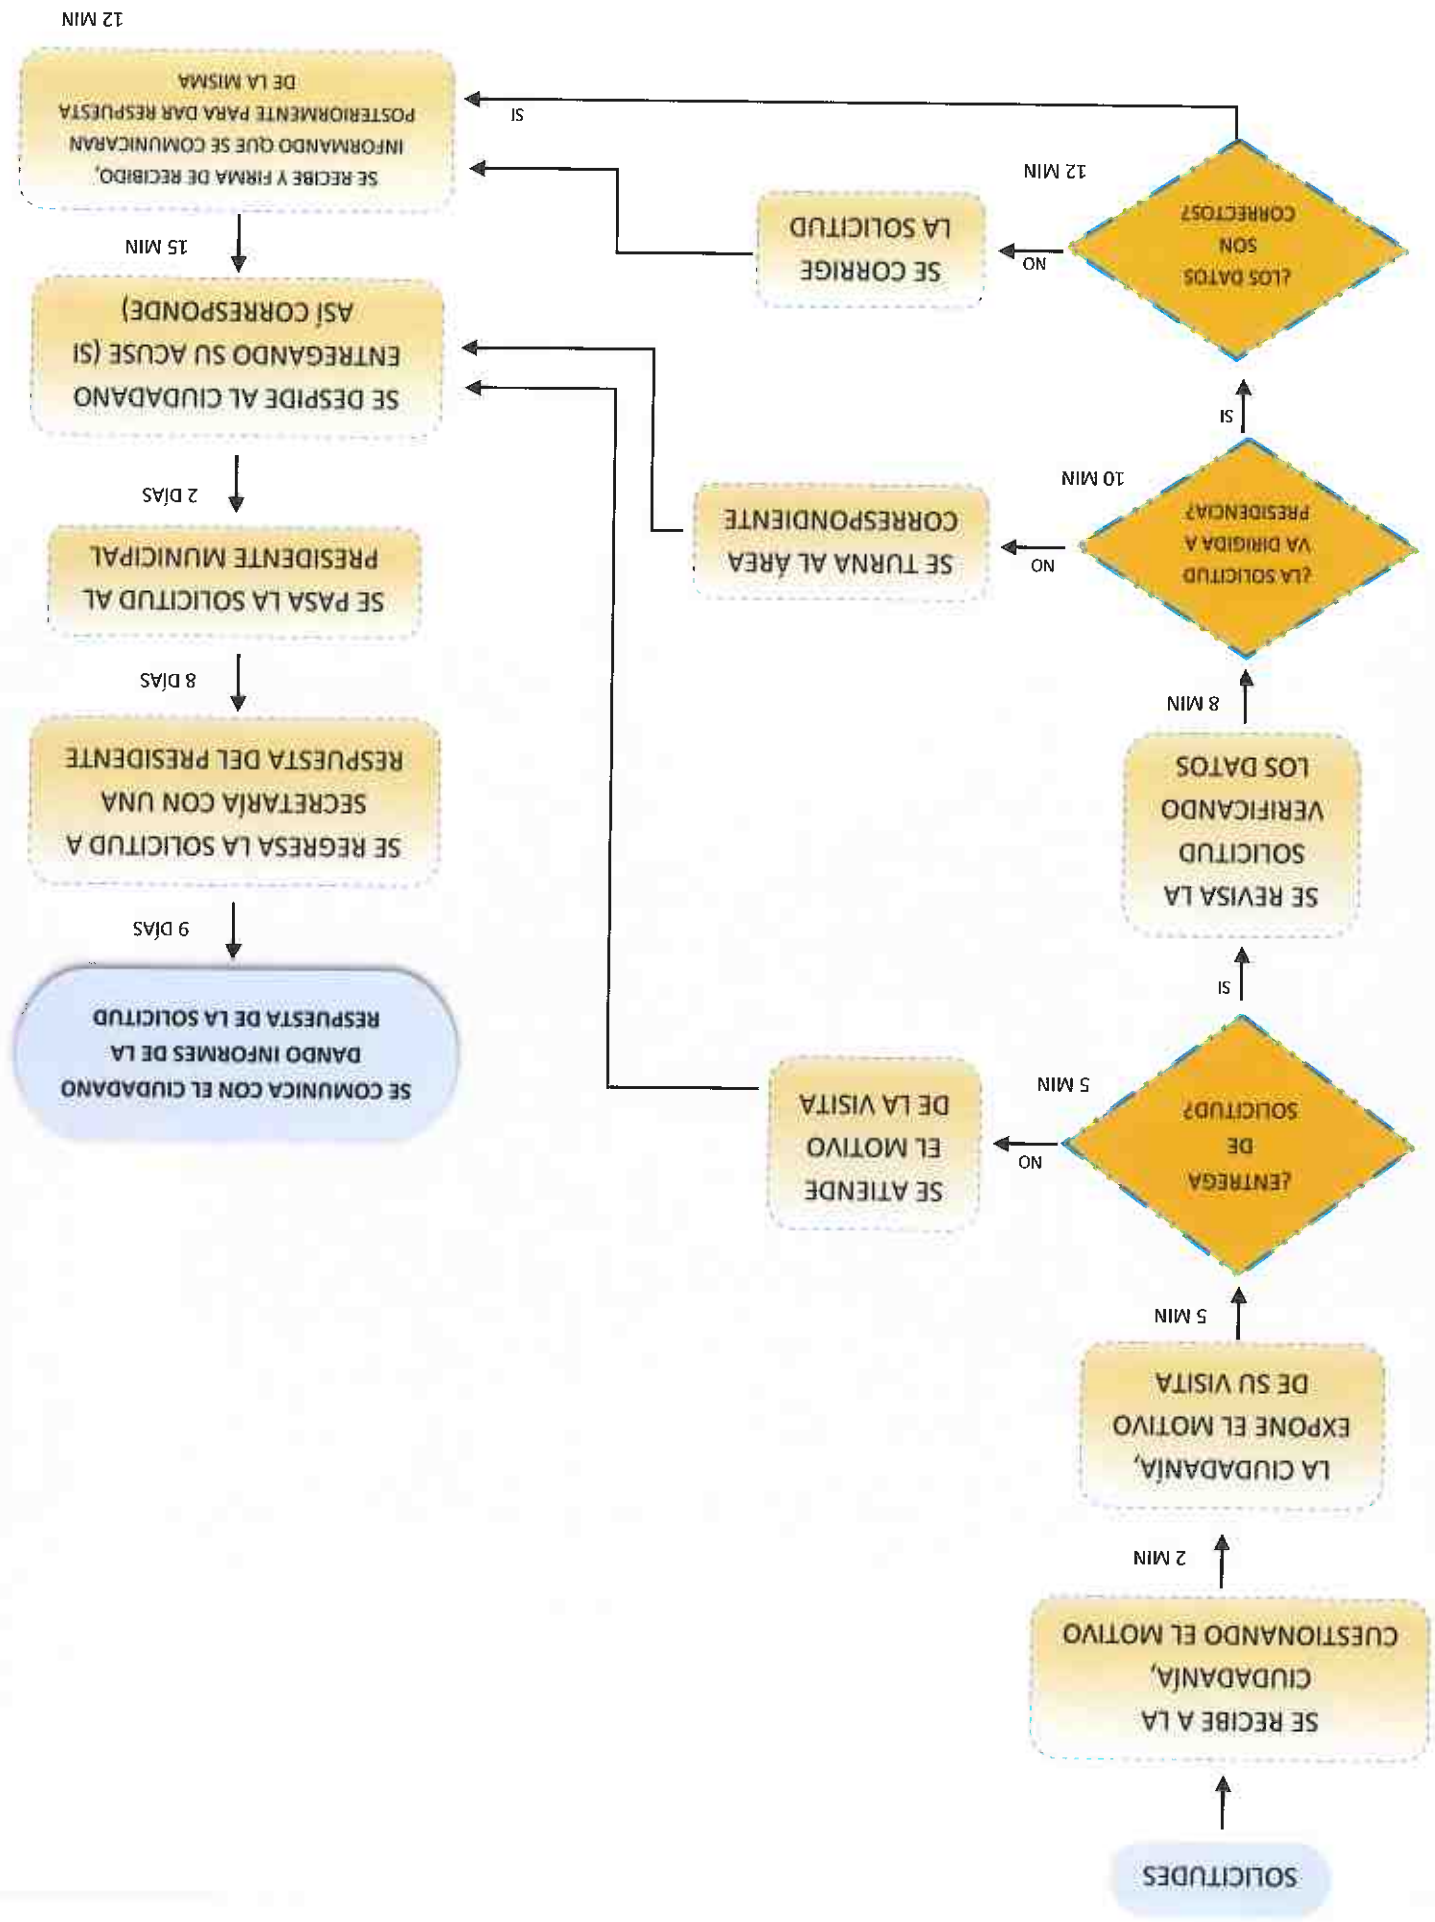 SOLICITUDES
SE RECIBE A LA
CIUDADANÍA,
CUESTIONANDO EL MOTIVO
2 MIN
LA CIUDADANÍA,
EXPONE EL MOTIVO
DE SU VISITA
5 MIN
¿ENTREGA
DE
SOLICITUD?
NO
5 MIN
SE ATIENDE
EL MOTIVO
DE LA VISITA
SI
SE REVISA LA
SOLICITUD
VERIFICANDO
LOS DATOS
8 MIN
¿LA SOLICITUD
VA DIRIGIDA A
PRESIDENCIA?
NO
10 MIN
SE TURNA AL ÁREA
CORRESPONDIENTE
SI
¿LOS DATOS
SON
CORRECTOS?
NO
12 MIN
SE CORRIGE
LA SOLICITUD
SI
SE COMUNICA CON EL CIUDADANO
DANDO INFORMES DE LA
RESPUESTA DE LA SOLICITUD
9 DÍAS
SE REGRESA LA SOLICITUD A
SECRETARÍA CON UNA
RESPUESTA DEL PRESIDENTE
8 DÍAS
SE PASA LA SOLICITUD AL
PRESIDENTE MUNICIPAL
2 DÍAS
SE DESPIDE AL CIUDADANO
ENTREGANDO SU ACUSE (SI
ASÍ CORRESPONDE)
15 MIN
SE RECIBE Y FIRMA DE RECIBIDO,
INFORMANDO QUE SE COMUNICARAN
POSTERIORMENTE PARA DAR RESPUESTA
DE LA MISMA
12 MIN